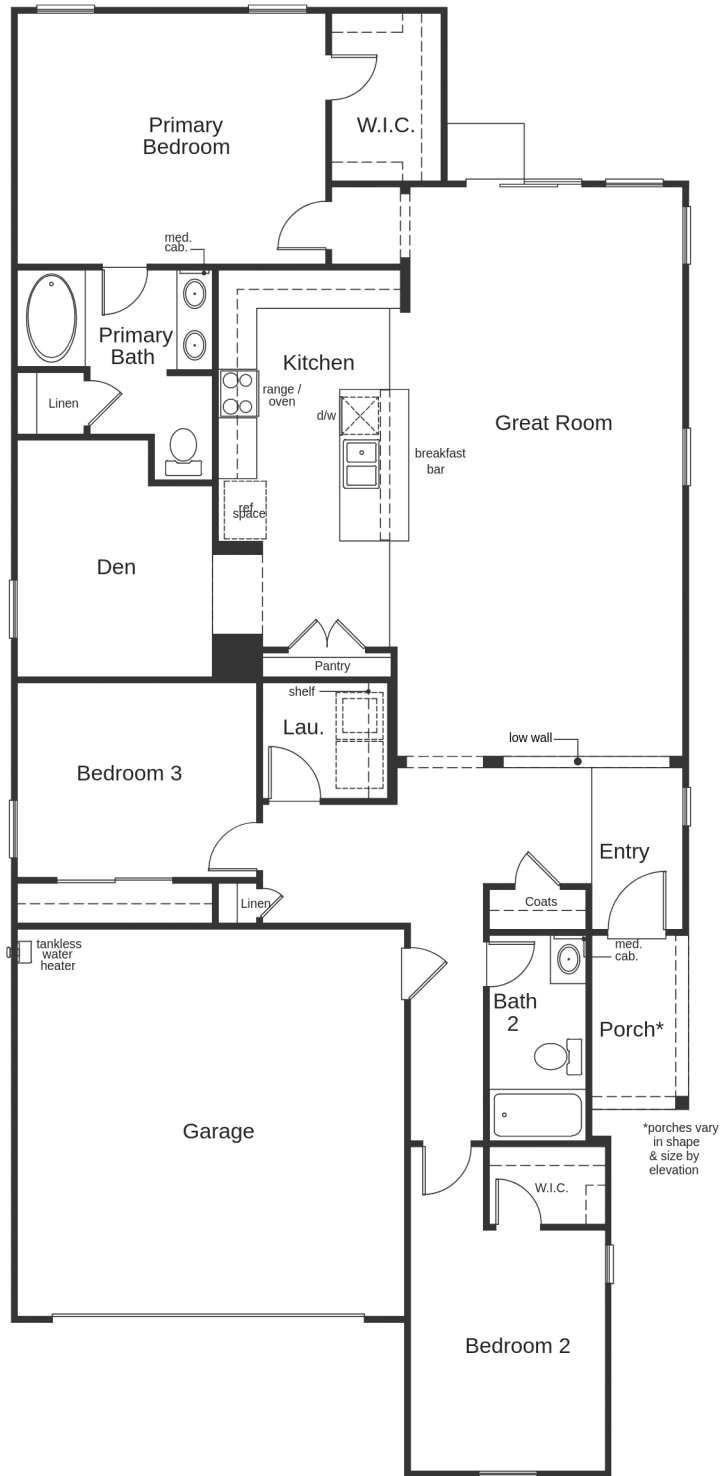 Primary
Bedroom
W.I.C.
med.
cab.
Primary
Bath
Linen
Kitchen
range /
oven
d/w
breakfast
bar
Great Room
ref
space
Den
Pantry
shelf
Lau.
low wall
Bedroom 3
Entry
Linen
Coats
tankless
water
heater
med.
cab.
Bath
2
Porch*
Garage
*porches vary
in shape
& size by
elevation
W.I.C.
Bedroom 2